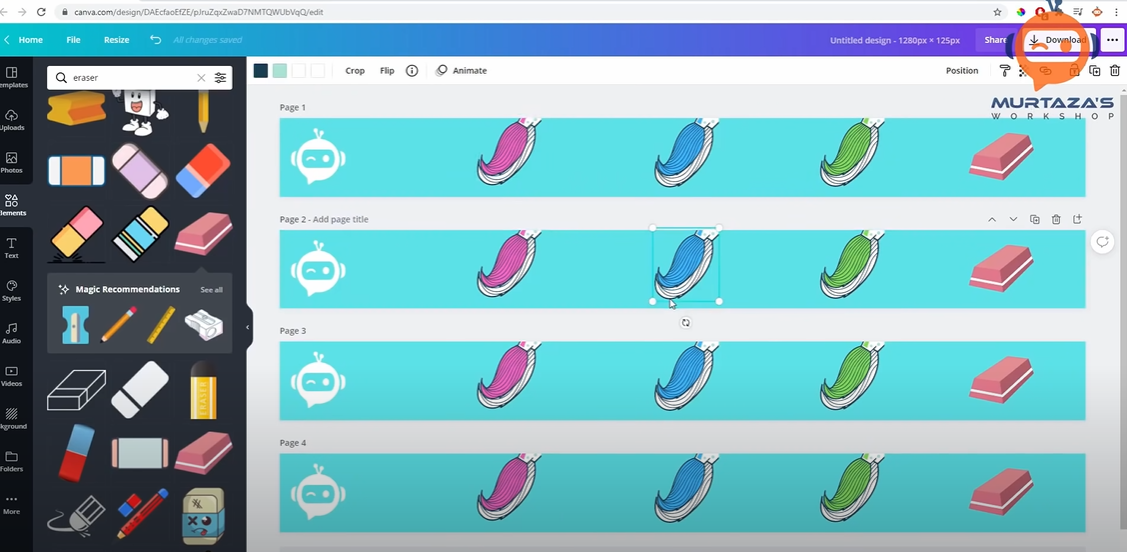 canva.com/design/DAEcfaoEfZE/pJruZqxZwaD7NMTQWUbVqQ/edit
Home File Resize All changes saved Untitled design - 1280px × 125px Share Download
eraser
Crop Flip Animate Position
MURTAZA'S
WORKSHOP
Templates
Uploads
Photos
Elements
Text
Styles
Audio
Videos
Folders
More
Magic Recommendations See all
ERASER
Page 1
Page 2 - Add page title
Page 3
Page 4